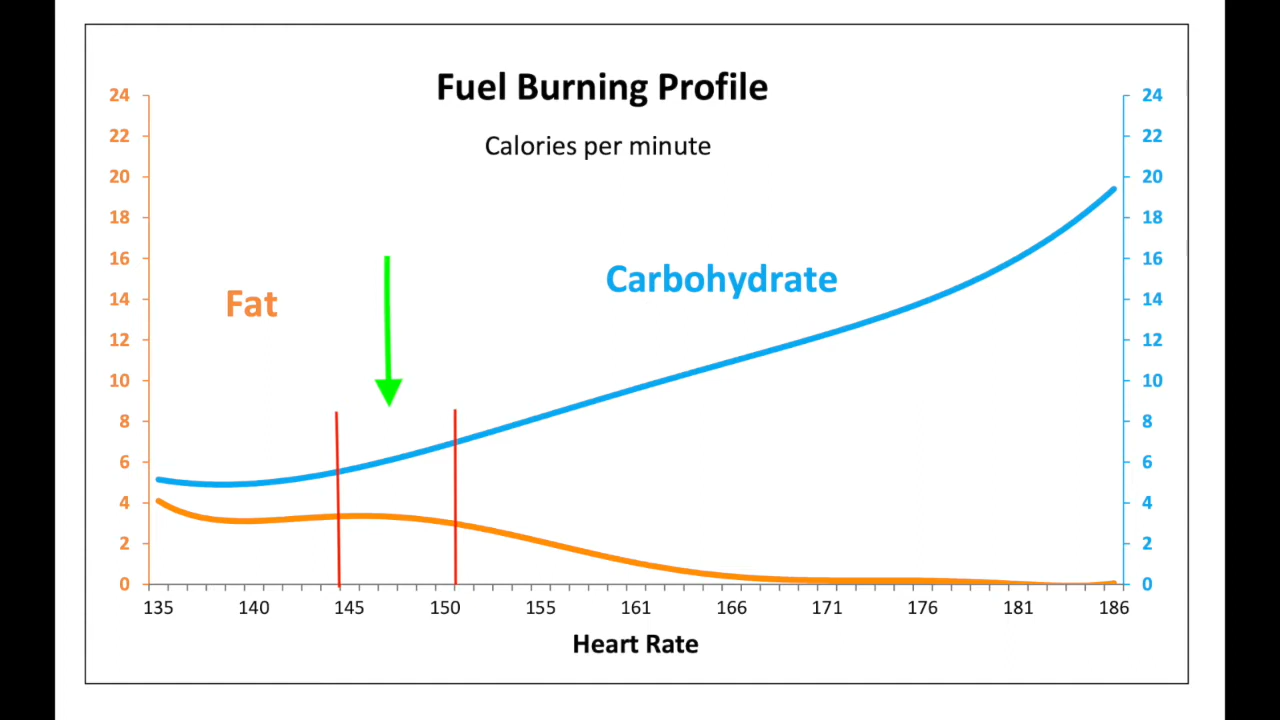 Fuel Burning Profile
Calories per minute
24 24
22 22
20 20
18 18
16 16
Carbohydrate
Fat
14 14
12 12
10 10
8 8
6 6
4 4
2 2
0 0
135 140 145 150 155 161 166 171 176 181 186
Heart Rate